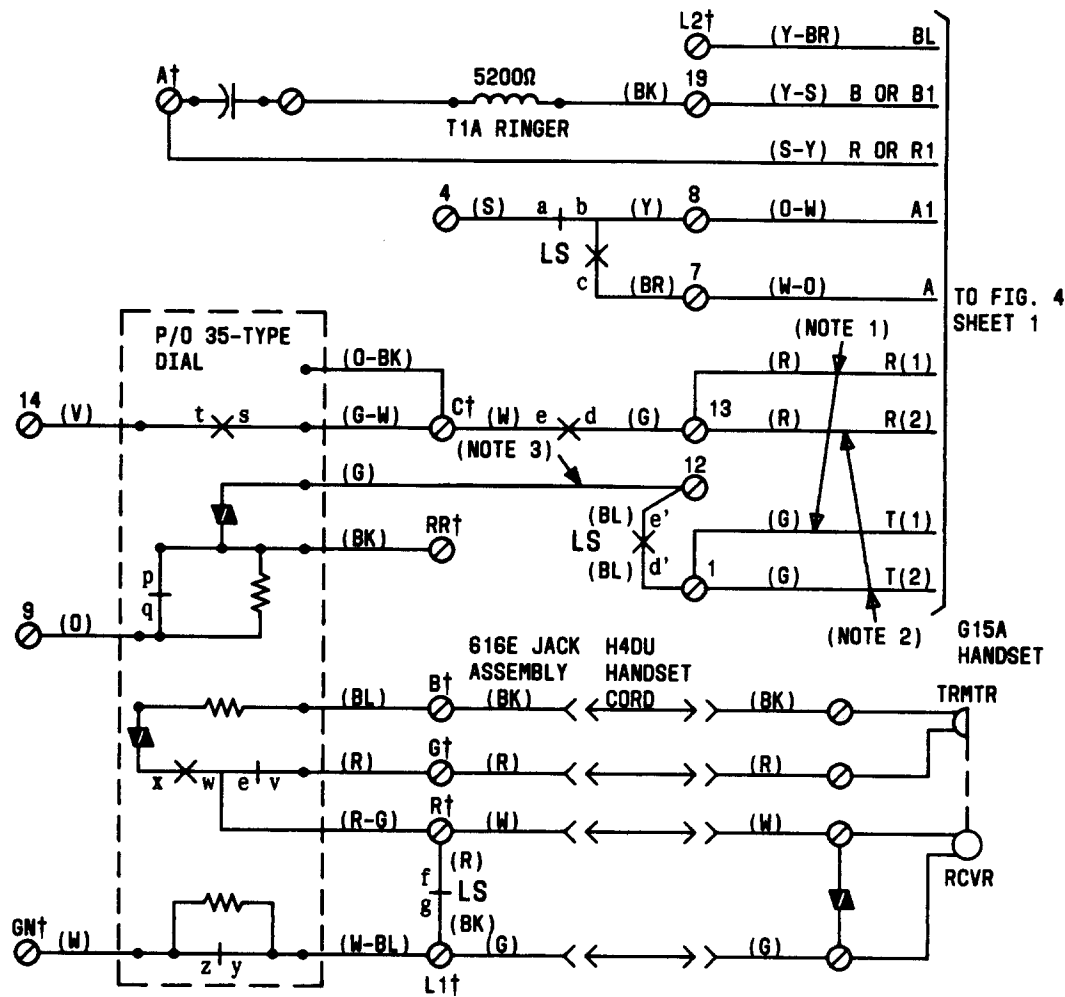 L2†
(Y-BR) BL
A†
5200Ω
19
(BK)
(Y-S) B OR B1
T1A RINGER
(S-Y) R OR R1
4
(S) a b (Y)
8
(O-W) A1
LS
c
(BR)
7
(W-O) A
TO FIG. 4
SHEET 1
P/O 35-TYPE
DIAL
(NOTE 1)
(O-BK)
(R) R(1)
14
(V)
t s
(G-W)
C†
(W) e d (G)
13
(R) R(2)
(NOTE 3)
(G)
12
(BL) e'
(BK)
RR†
LS
(G) T(1)
p
q
(BL) d'
1
(G) T(2)
9
(O)
(NOTE 2)
616E JACK
ASSEMBLY
H4DU
HANDSET
CORD
G15A
HANDSET
TRMTR
(BL)
B†
(BK)
(BK)
x w e v
(R)
G†
(R)
(R)
(R-G)
R†
(W)
(W)
(R)
f
g
LS
(BK)
RCVR
GN†
(W)
z y
(W-BL)
(G)
(G)
L1†